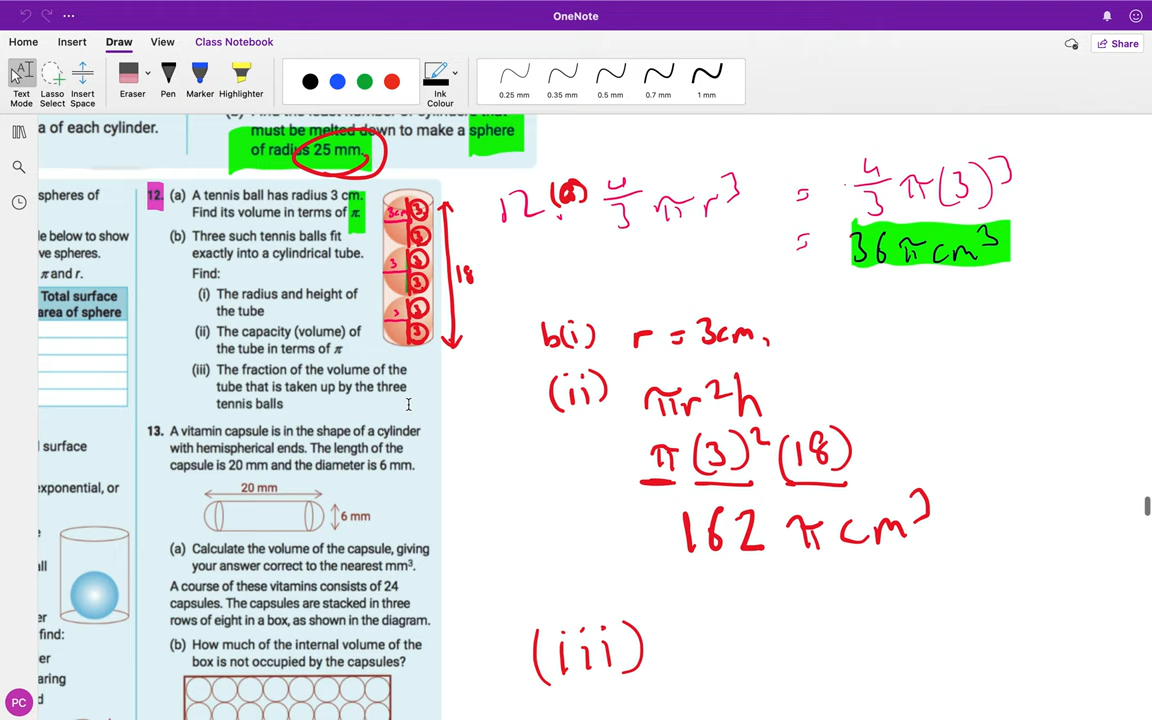 OneNote
Home Insert Draw View Class Notebook
Share
Text Mode
Lasso Select
Insert Space
Eraser
Pen
Marker
Highlighter
Ink Colour
0.25 mm 0.35 mm 0.5 mm 0.7 mm 1 mm
a of each cylinder.
must be melted down to make a sphere
of radius 25 mm.
spheres of
le below to show
ve spheres.
π and r.
Total surface
area of sphere
surface
exponential, or
all
er
find:
er
aring
d
12. (a) A tennis ball has radius 3 cm.
Find its volume in terms of π.
(b) Three such tennis balls fit
exactly into a cylindrical tube.
Find:
(i) The radius and height of
the tube
(ii) The capacity (volume) of
the tube in terms of π
(iii) The fraction of the volume of the
tube that is taken up by the three
tennis balls
3cm 3
3
3 3
3
3 3
3
18
13. A vitamin capsule is in the shape of a cylinder
with hemispherical ends. The length of the
capsule is 20 mm and the diameter is 6 mm.
20 mm
6 mm
(a) Calculate the volume of the capsule, giving
your answer correct to the nearest mm³.
A course of these vitamins consists of 24
capsules. The capsules are stacked in three
rows of eight in a box, as shown in the diagram.
(b) How much of the internal volume of the
box is not occupied by the capsules?
12 (a) 4/3 πr³ = 4/3 π(3)³
= 36πcm³
b(i) r = 3cm,
(ii) πr²h
π(3)²(18)
162 πcm³
(iii)
PC